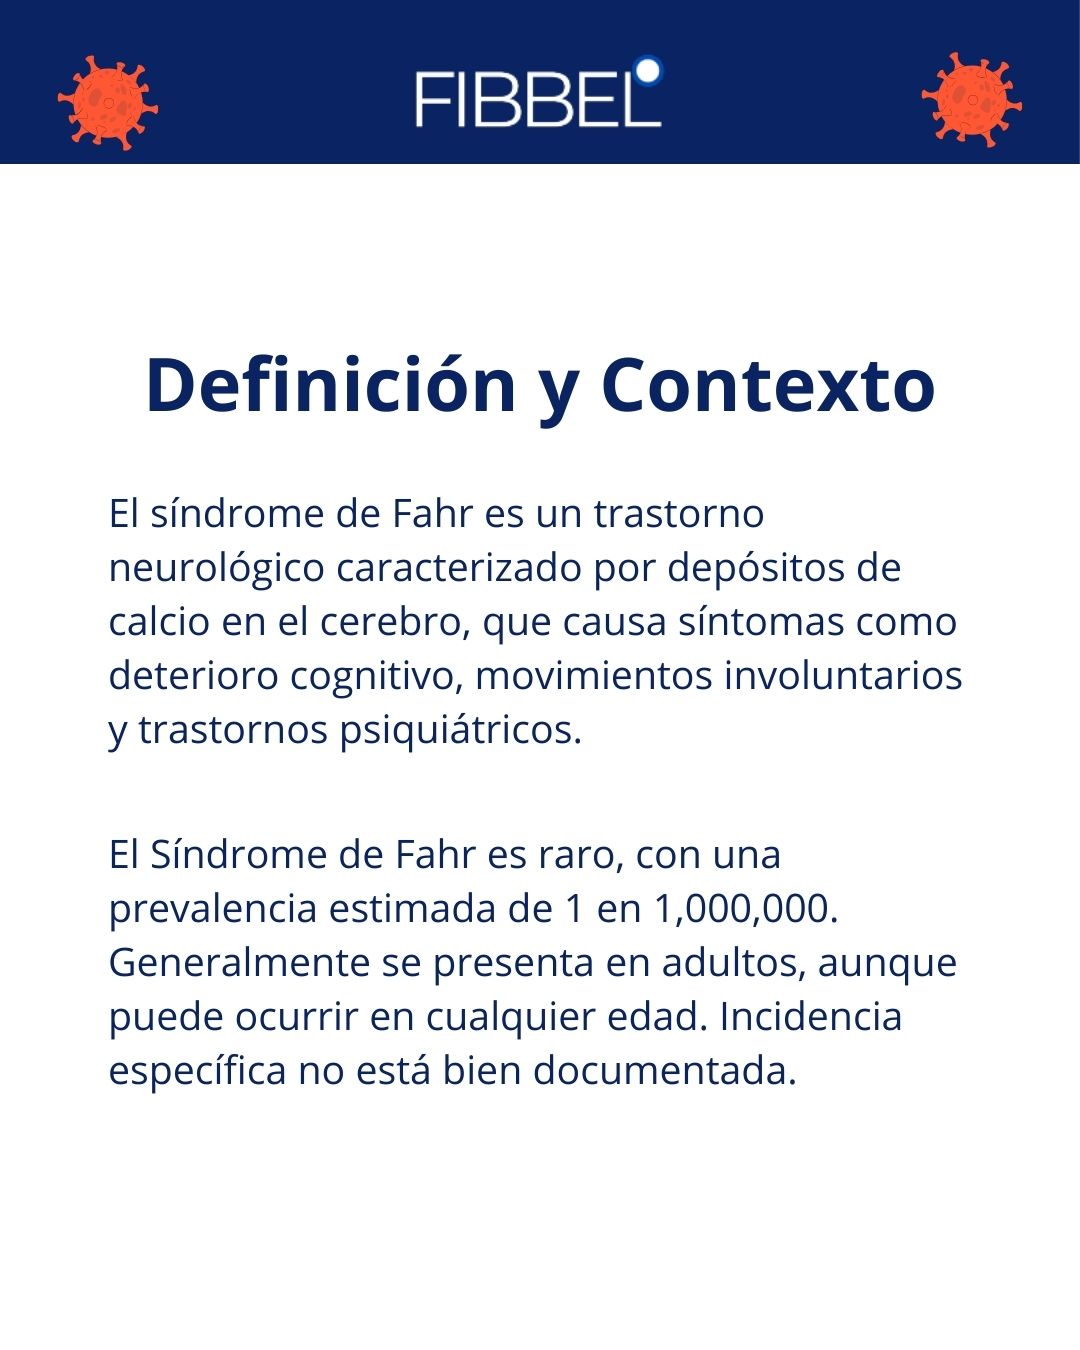 FIBBEL
Definición y Contexto
El síndrome de Fahr es un trastorno
neurológico caracterizado por depósitos de
calcio en el cerebro, que causa síntomas como
deterioro cognitivo, movimientos involuntarios
y trastornos psiquiátricos.
El Síndrome de Fahr es raro, con una
prevalencia estimada de 1 en 1,000,000.
Generalmente se presenta en adultos, aunque
puede ocurrir en cualquier edad. Incidencia
específica no está bien documentada.